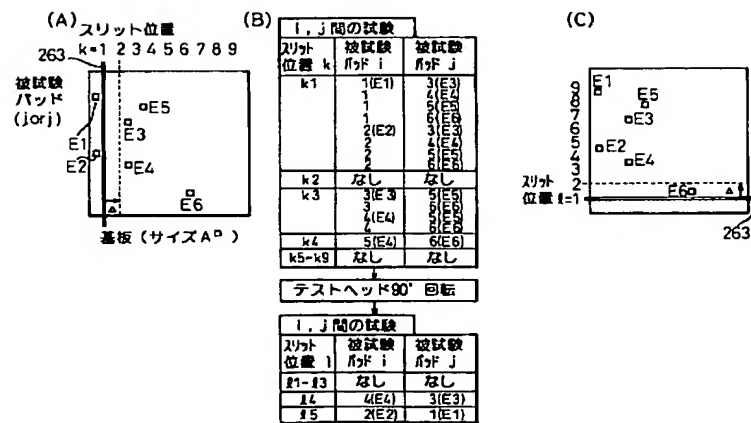 (A)
スリット位置
263
k=1 2 3 4 5 6 7 8 9
被試験
パッド
(jorj)
E1
E2
E5
E3
E4
E6
Δ
基板(サイズA□)
(B)
i, j間の試験
スリット位置 k 被試験パッド i 被試験パッド j
k1 1(E1) 3(E3)
1 4(E4)
1 5(E5)
1 6(E6)
2(E2) 3(E3)
2 4(E4)
2 5(E5)
2 6(E6)
k2 なし なし
k3 3(E3) 5(E5)
3 6(E6)
4(E4) 5(E5)
4 6(E6)
k4 5(E4) 6(E6)
k5~k9 なし なし
テストヘッド90°回転
i, j間の試験
スリット位置 l 被試験パッド i 被試験パッド j
ℓ1-ℓ3 なし なし
ℓ4 4(E4) 3(E3)
ℓ5 2(E2) 1(E1)
(C)
9
8
7
6
5
4
3
2
スリット
位置 ℓ=1
E1
E5
E3
E2
E4
E6
Δ
263